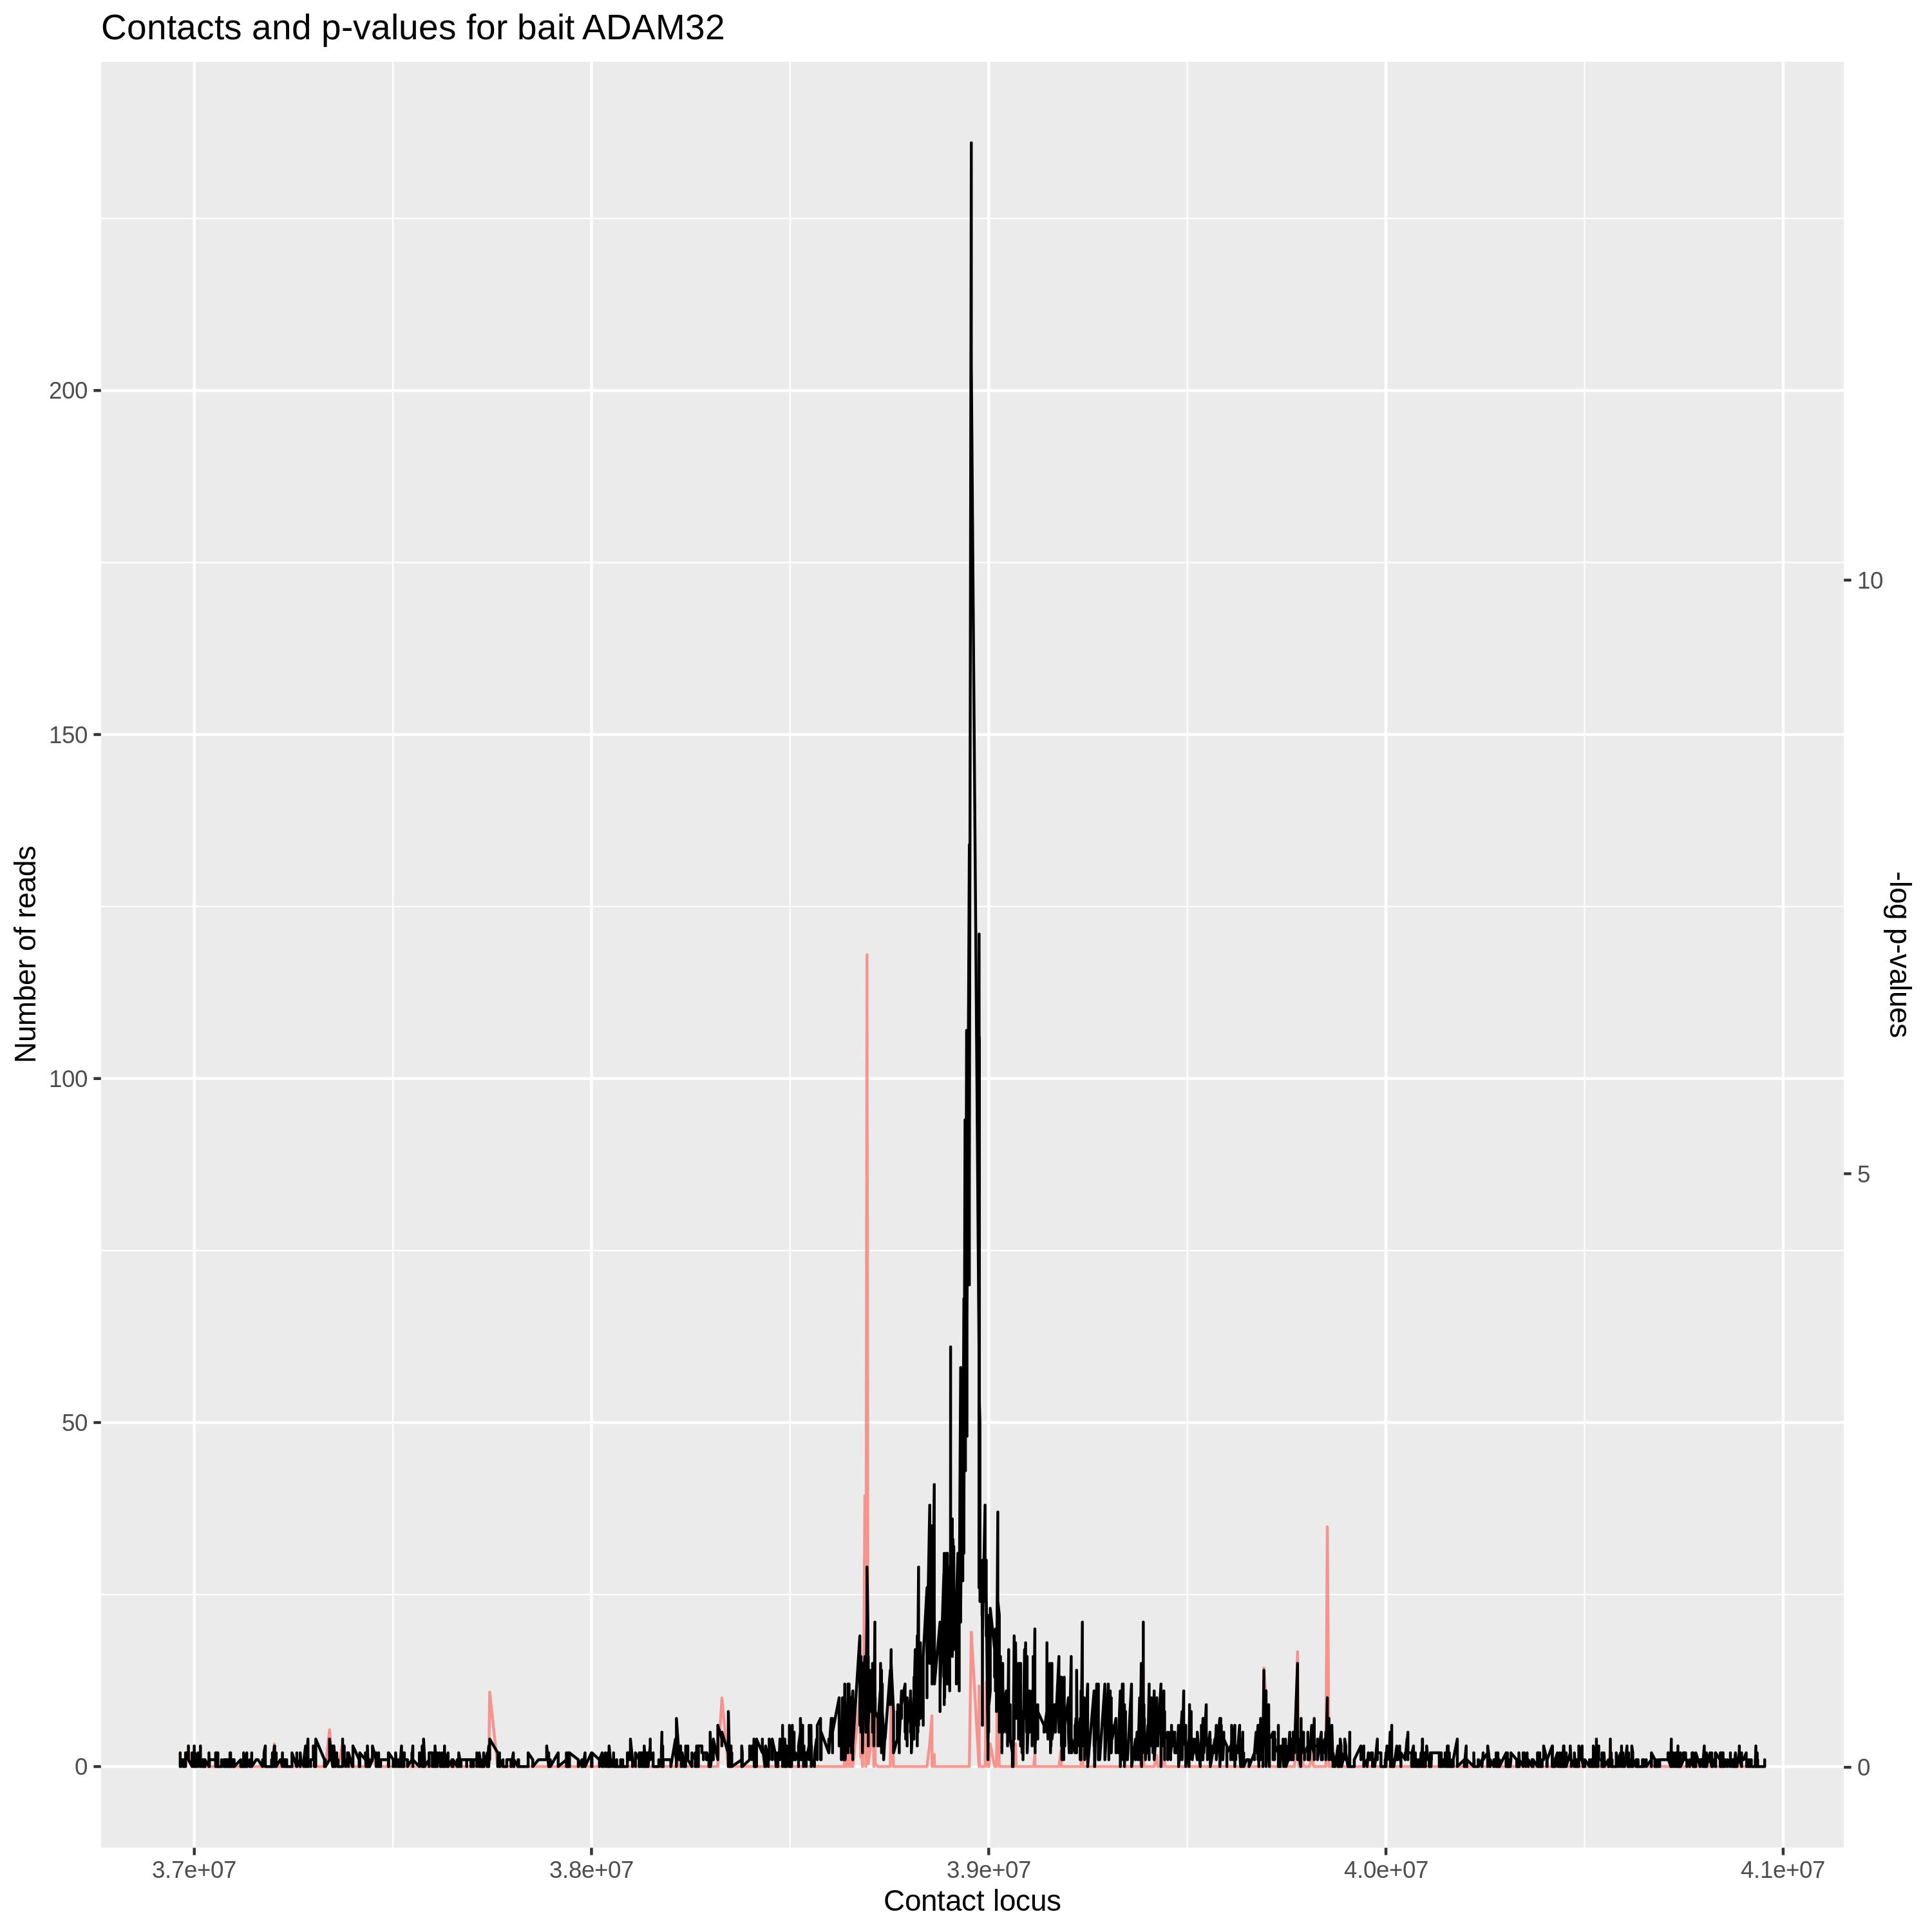 Contacts and p-values for bait ADAM32
200
150
100
50
0
10
5
0
Number of reads
-log p-values
3.7e+07
3.8e+07
3.9e+07
4.0e+07
4.1e+07
Contact locus